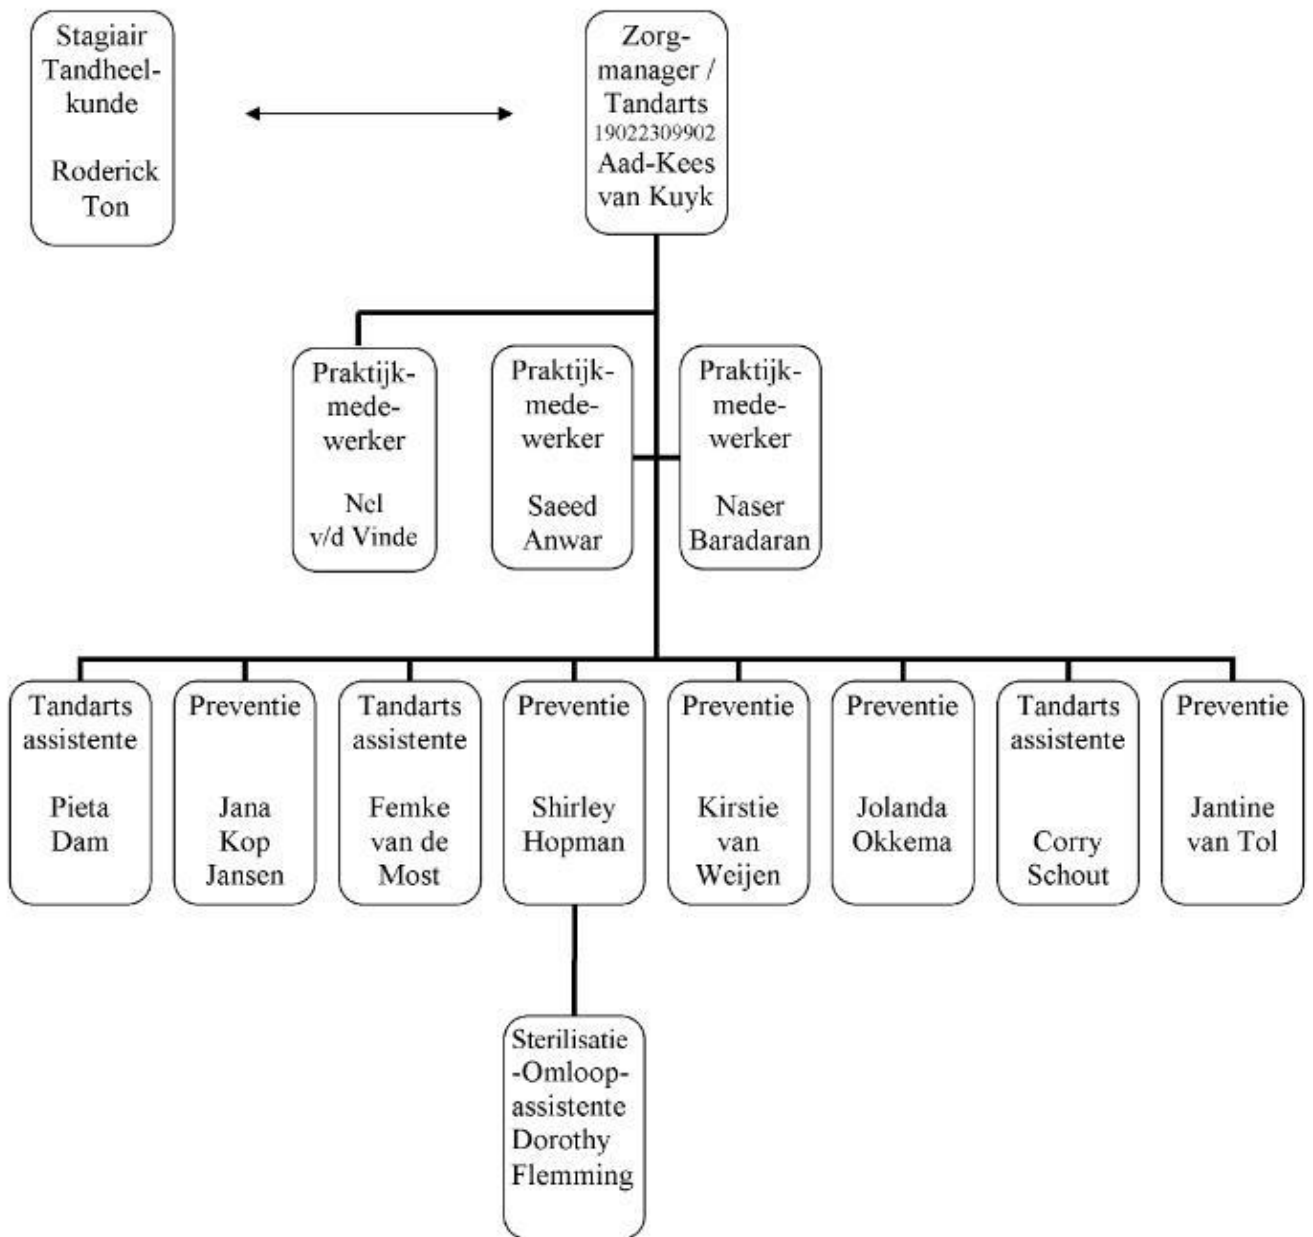 Stagiair
Tandheel-
kunde
Roderick
Ton
Zorg-
manager /
Tandarts
19022309902
Aad-Kees
van Kuyk
Praktijk-
mede-
werker
Nel
v/d Vinde
Praktijk-
mede-
werker
Saeed
Anwar
Praktijk-
mede-
werker
Naser
Baradaran
Tandarts
assistente
Pieta
Dam
Preventie
Jana
Kop
Jansen
Tandarts
assistente
Femke
van de
Most
Preventie
Shirley
Hopman
Preventie
Kirstie
van
Weijen
Preventie
Jolanda
Okkema
Tandarts
assistente
Corry
Schout
Preventie
Jantine
van Tol
Sterilisatie
-Omloop-
assistente
Dorothy
Flemming